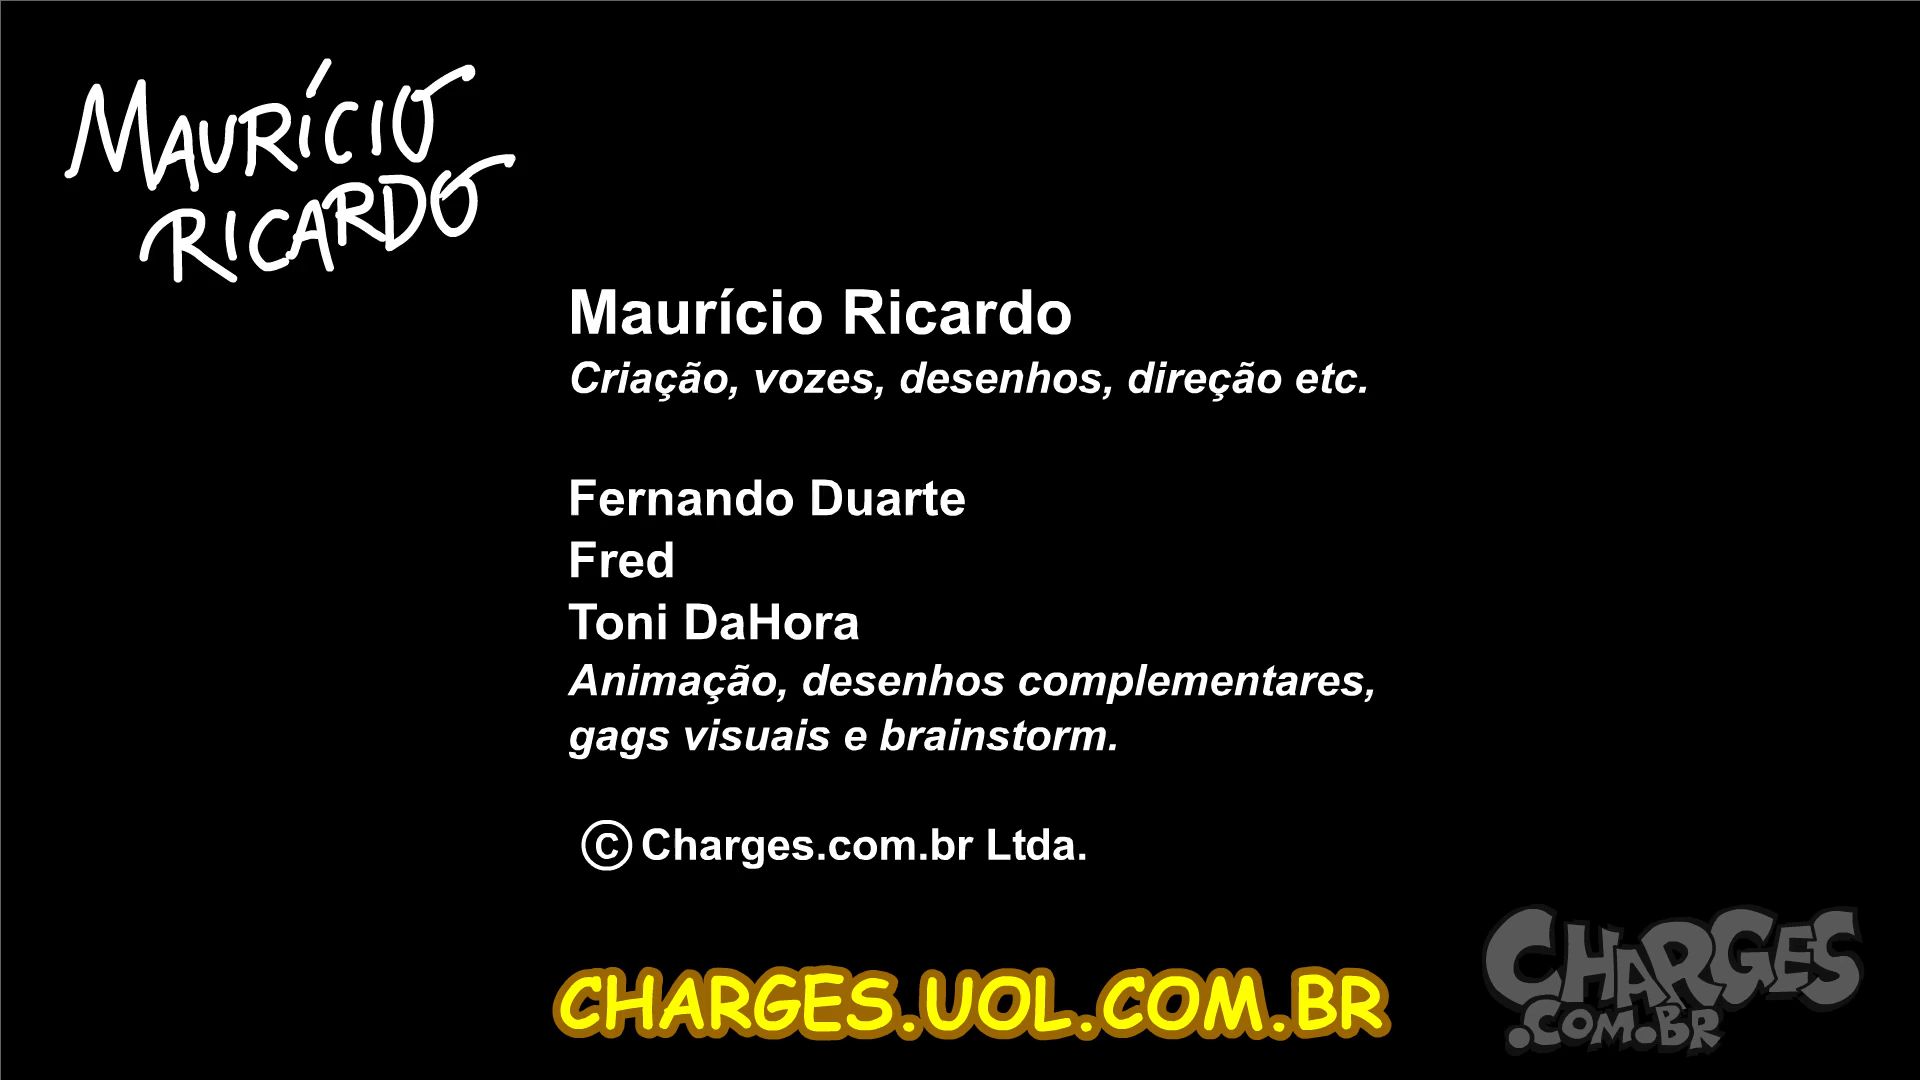 MAURÍCIO
RICARDO
Maurício Ricardo
Criação, vozes, desenhos, direção etc.
Fernando Duarte
Fred
Toni DaHora
Animação, desenhos complementares,
gags visuais e brainstorm.
© Charges.com.br Ltda.
CHARGES.UOL.COM.BR
CHARGES
.COM.BR